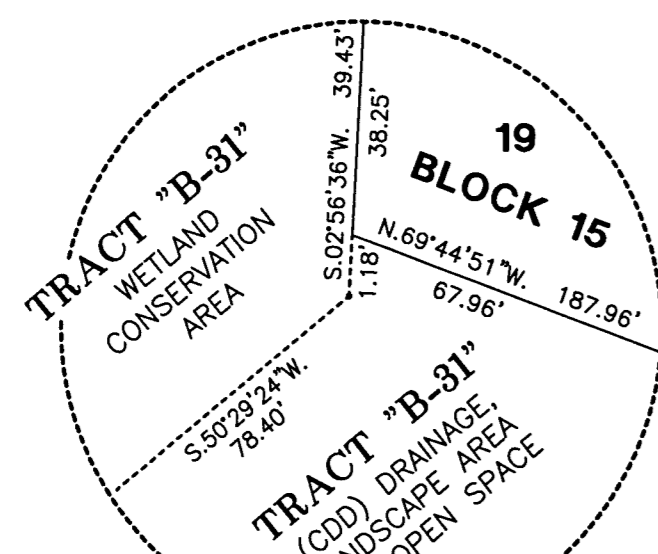 S.02°56'36"W. 39.43'
38.25'
1.18'
19
BLOCK 15
N.69°44'51"W. 187.96'
67.96'
TRACT "B-31"
WETLAND
CONSERVATION
AREA
S.50°29'24"W.
78.40'
TRACT "B-31"
(CDD) DRAINAGE,
NDSCAPE AREA
OPEN SPACE